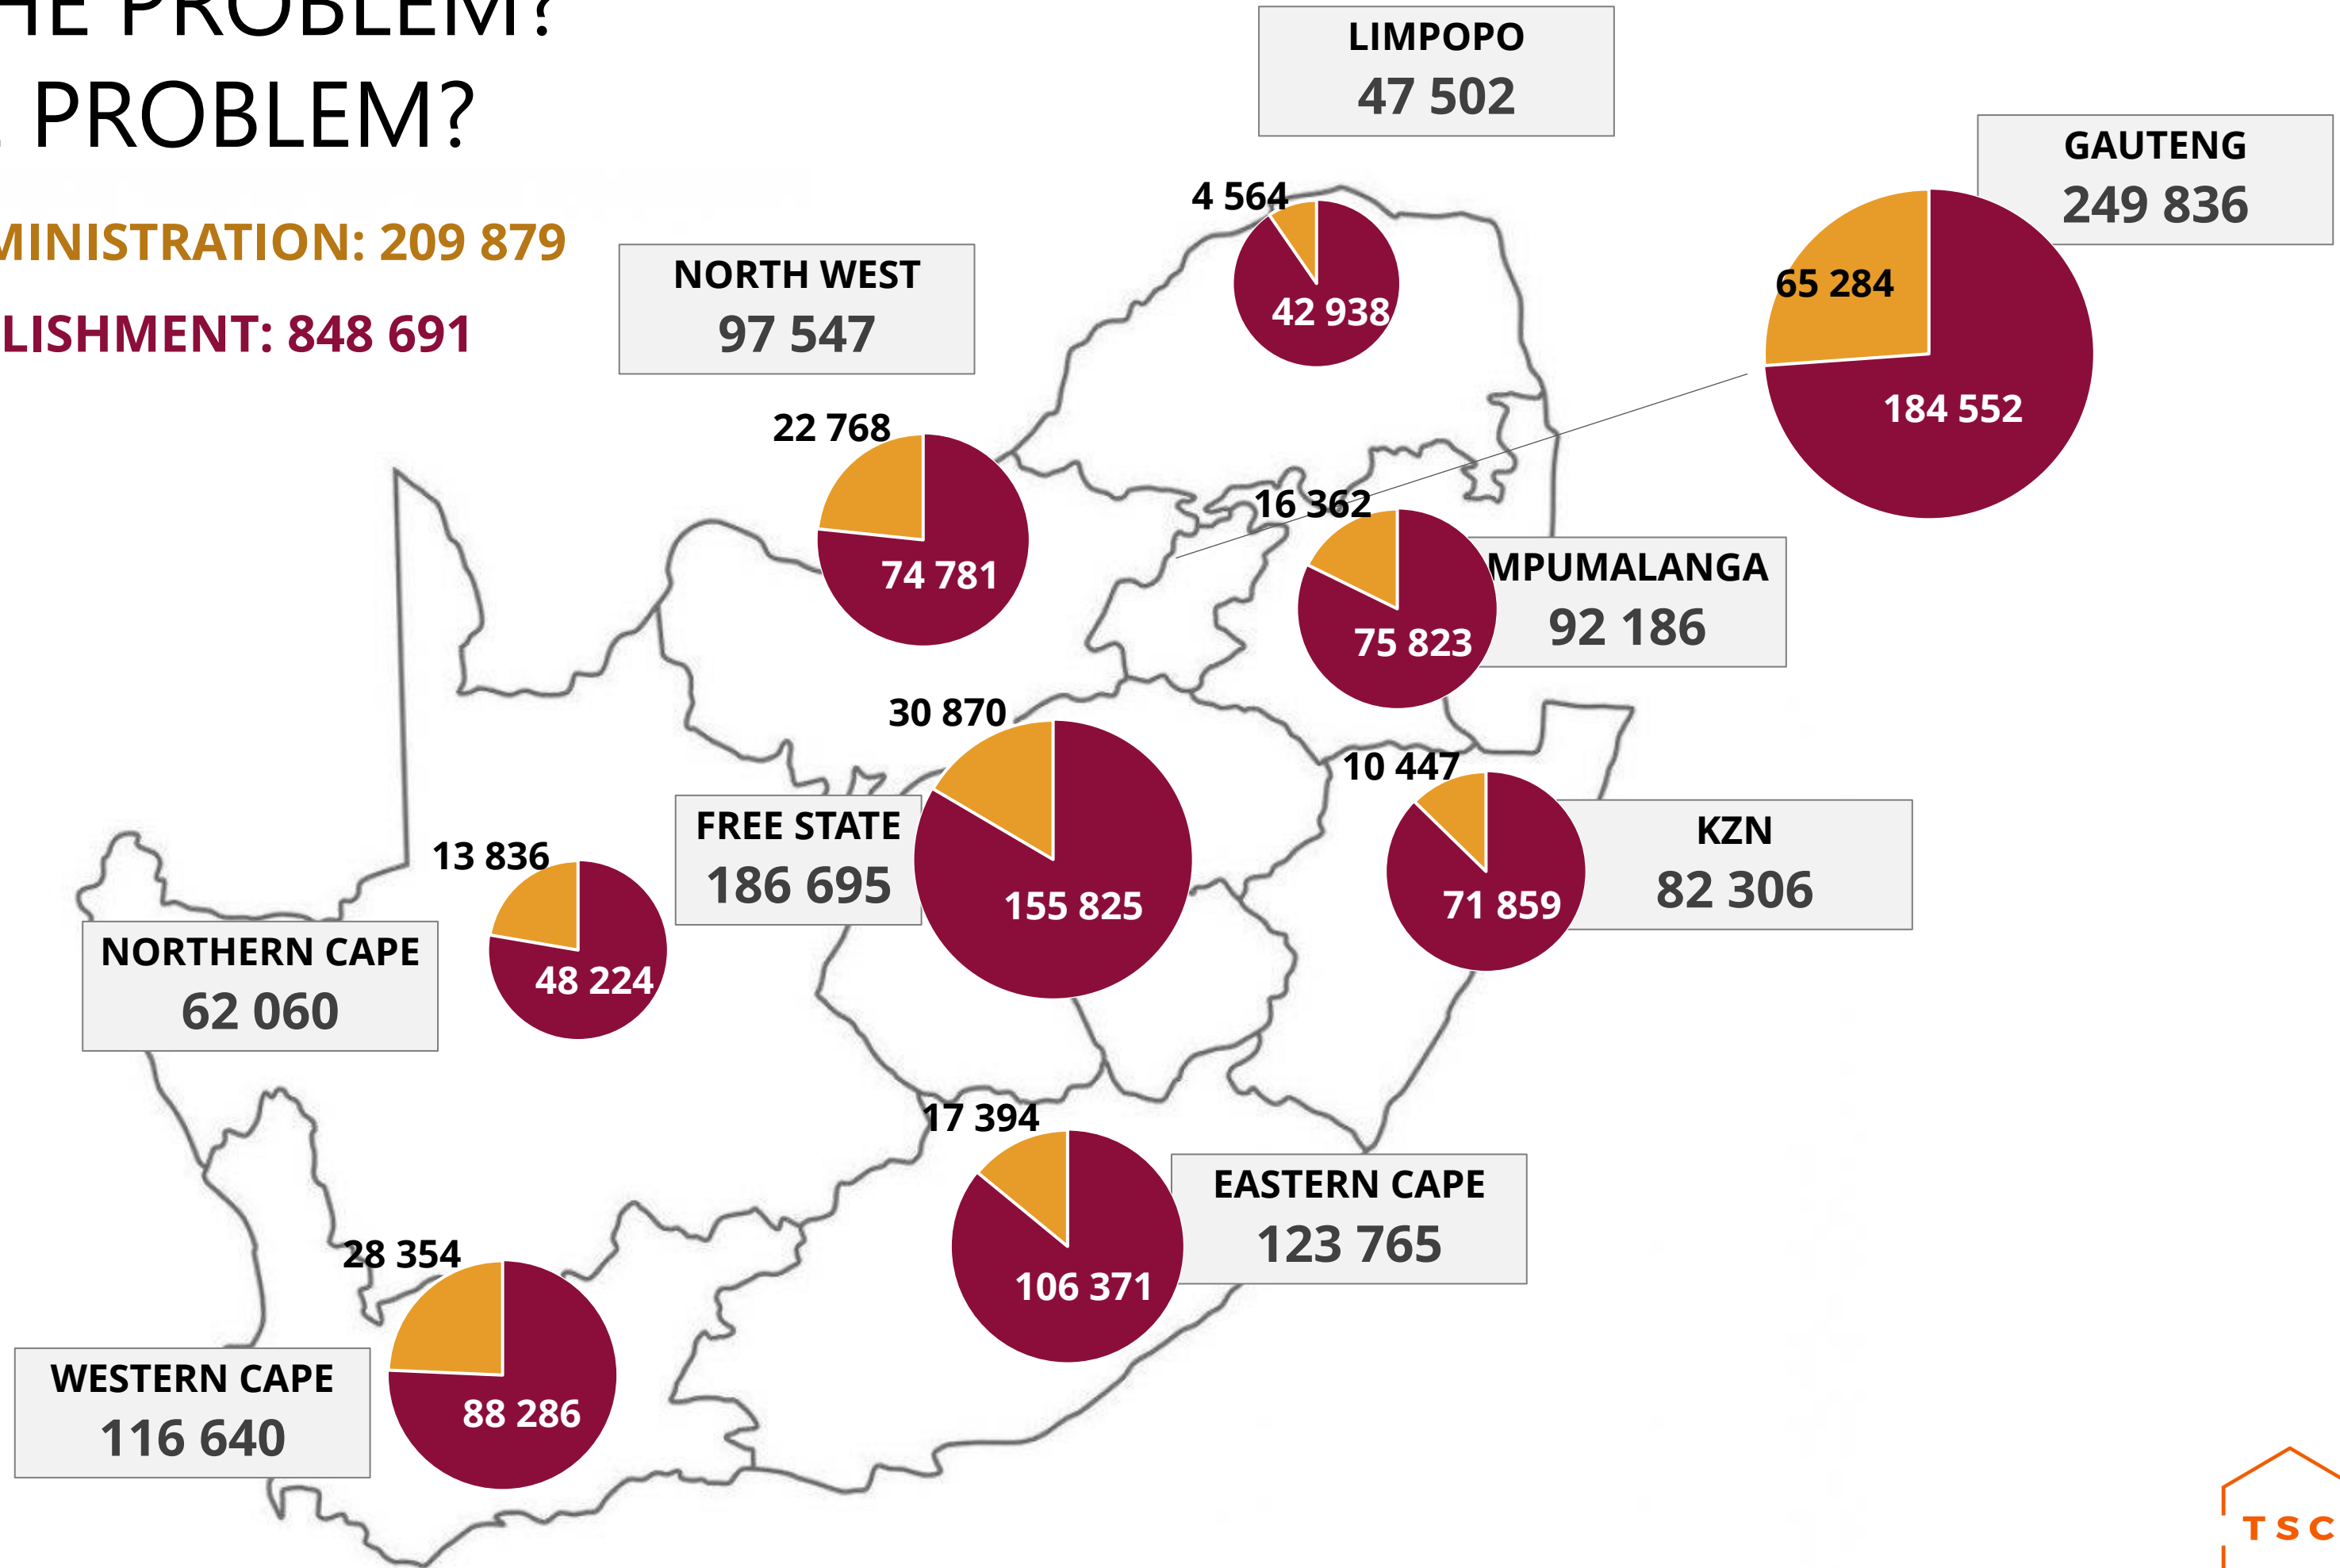 HE PROBLEM?
PROBLEM?
MINISTRATION: 209 879
LISHMENT: 848 691
LIMPOPO
47 502
4 564
42 938
GAUTENG
249 836
65 284
184 552
NORTH WEST
97 547
22 768
74 781
16 362
75 823
MPUMALANGA
92 186
30 870
FREE STATE
186 695
155 825
10 447
71 859
KZN
82 306
13 836
48 224
NORTHERN CAPE
62 060
17 394
106 371
EASTERN CAPE
123 765
28 354
88 286
WESTERN CAPE
116 640
TSC